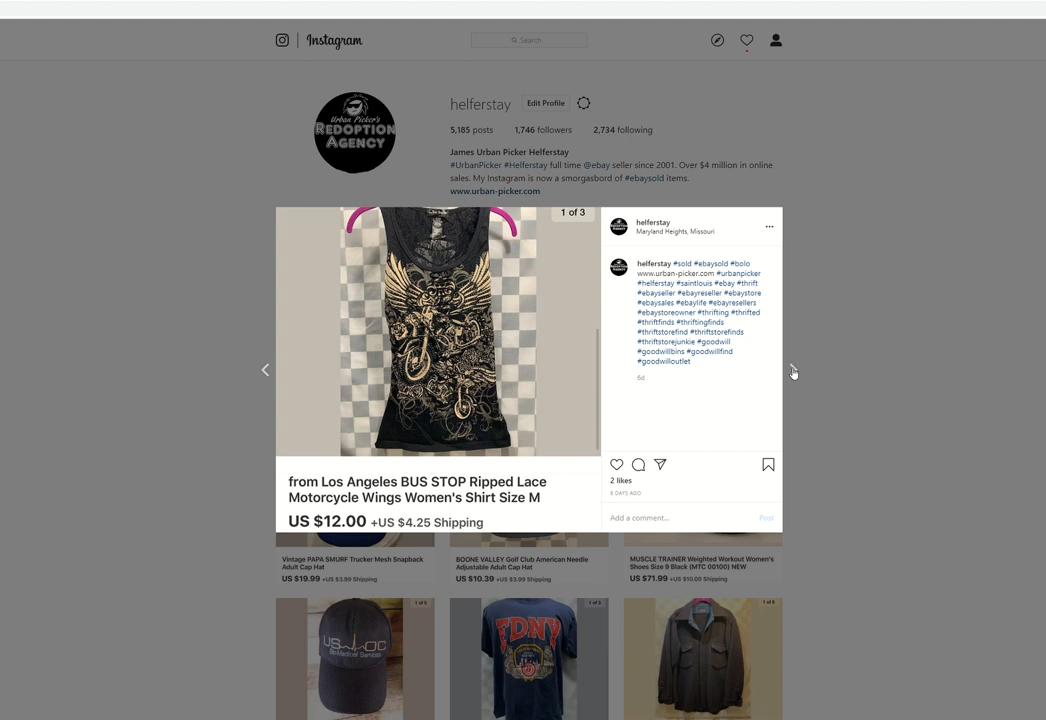 Instagram
Search
Urban Picker's
REDOPTION
AGENCY
helferstay
Edit Profile
5,185 posts 1,746 followers 2,734 following
James Urban Picker Helferstay
#UrbanPicker #Helferstay full time @ebay seller since 2001. Over $4 million in online
sales. My Instagram is now a smorgasbord of #ebaysold items.
www.urban-picker.com
1 of 3
from Los Angeles BUS STOP Ripped Lace
Motorcycle Wings Women's Shirt Size M
US $12.00 +US $4.25 Shipping
helferstay
Maryland Heights, Missouri
helferstay #sold #ebaysold #bolo
www.urban-picker.com #urbanpicker
#helferstay #saintlouis #ebay #thrift
#ebayseller #ebayreseller #ebaystore
#ebaysales #ebaylife #ebayresellers
#ebaystoreowner #thrifting #thrifted
#thriftfinds #thriftingfinds
#thriftstorefind #thriftstorefinds
#thriftstorejunkie #goodwill
#goodwillbins #goodwillfind
#goodwilloutlet
6d
2 likes
6 DAYS AGO
Add a comment... Post
Vintage PAPA SMURF Trucker Mesh Snapback
Adult Cap Hat
US $19.99 +US $3.99 Shipping
BOONE VALLEY Golf Club American Needle
Adjustable Adult Cap Hat
US $10.39 +US $3.99 Shipping
MUSCLE TRAINER Weighted Workout Women's
Shoes Size 9 Black (MTC 00100) NEW
US $71.99 +US $10.00 Shipping
US OC
Bio-Medical Services
FDNY